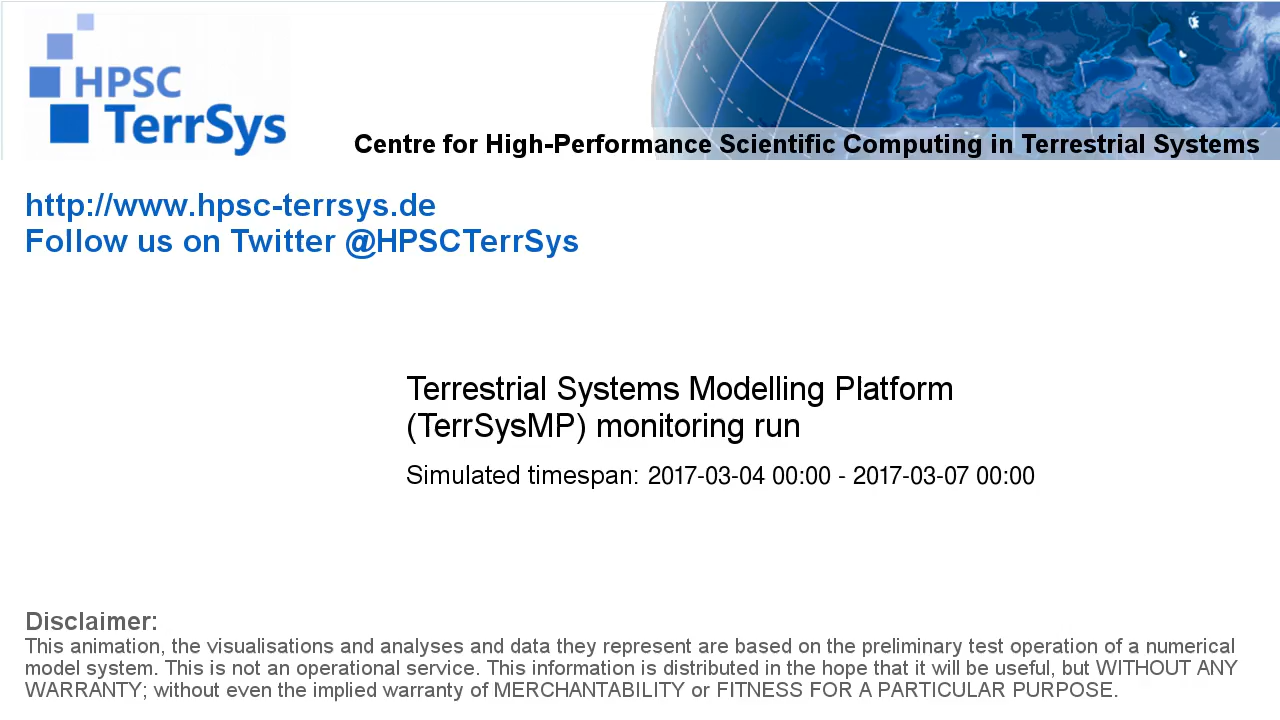 HPSC
TerrSys
Centre for High-Performance Scientific Computing in Terrestrial Systems
http://www.hpsc-terrsys.de
Follow us on Twitter @HPSCTerrSys
Terrestrial Systems Modelling Platform
(TerrSysMP) monitoring run
Simulated timespan: 2017-03-04 00:00 - 2017-03-07 00:00
Disclaimer:
This animation, the visualisations and analyses and data they represent are based on the preliminary test operation of a numerical
model system. This is not an operational service. This information is distributed in the hope that it will be useful, but WITHOUT ANY
WARRANTY; without even the implied warranty of MERCHANTABILITY or FITNESS FOR A PARTICULAR PURPOSE.